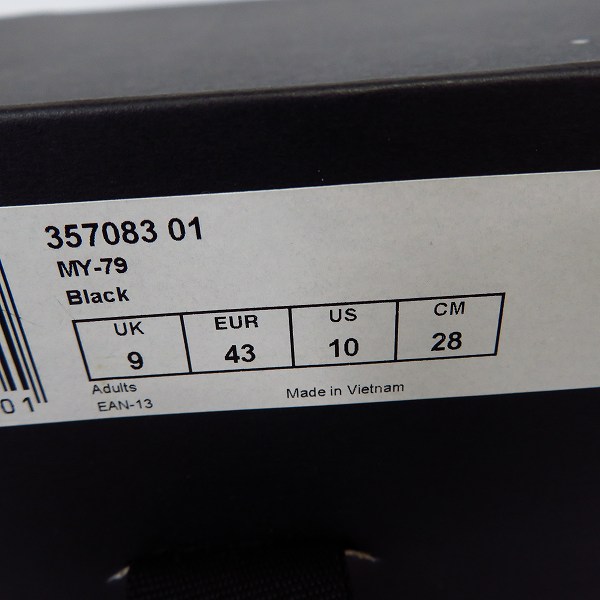 357083 01
MY-79
Black
UK EUR US CM
9 43 10 28
Adults
EAN-13 Made in Vietnam
01